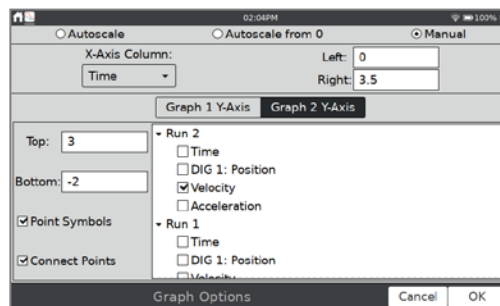 02:04PM 100%
Autoscale Autoscale from 0 Manual
X-Axis Column: Left: 0
Time Right: 3.5
Graph 1 Y-Axis Graph 2 Y-Axis
Top: 3
Bottom: -2
Point Symbols
Connect Points
Run 2
Time
DIG 1: Position
Velocity
Acceleration
Run 1
Time
DIG 1: Position
Velocity
Graph Options Cancel OK